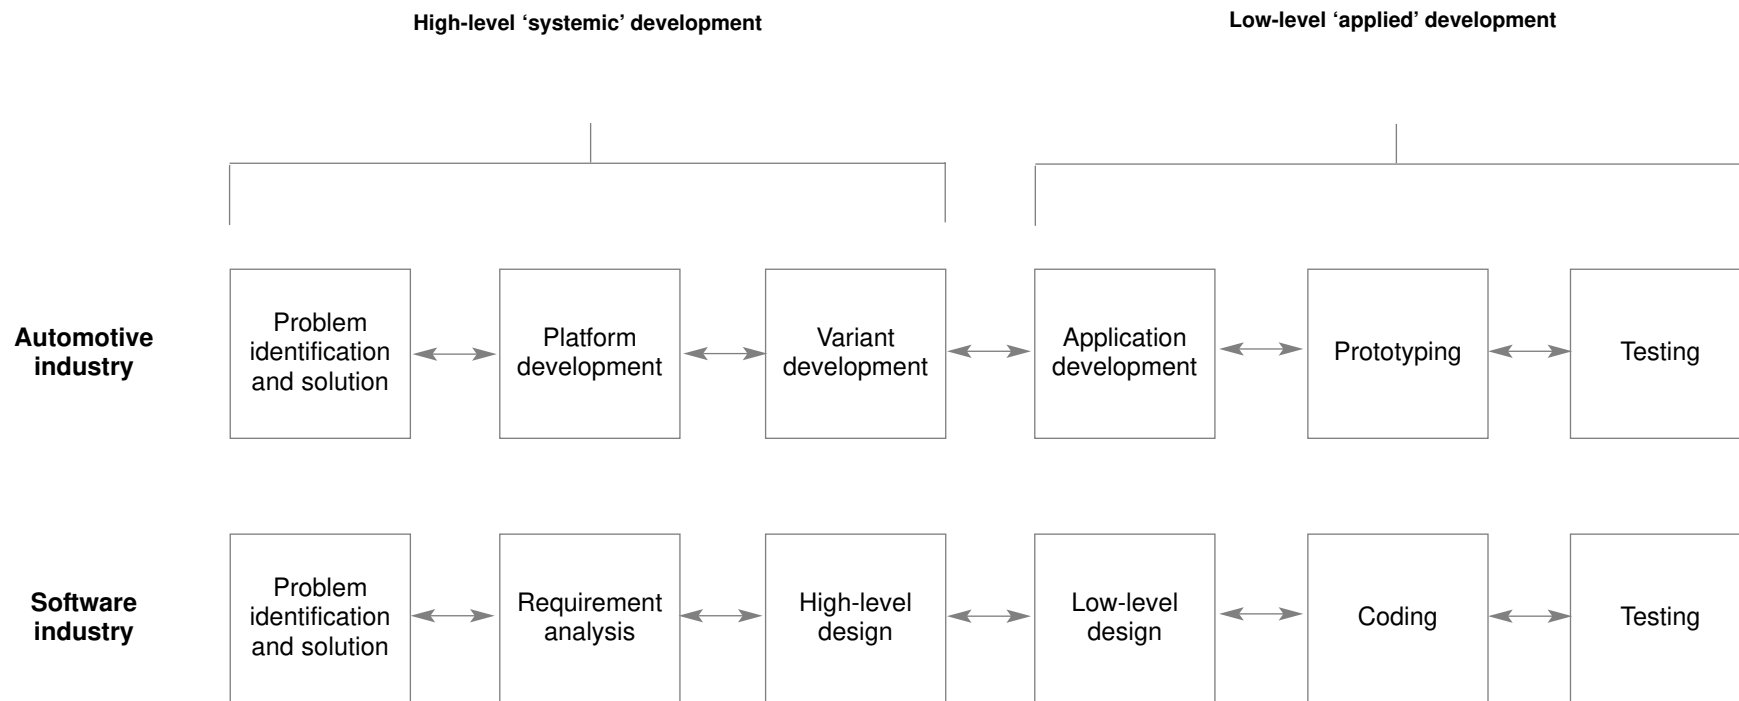 High-level ‘systemic’ development
Low-level ‘applied’ development
Automotive
industry
Problem
identification
and solution
Platform
development
Variant
development
Application
development
Prototyping
Testing
Software
industry
Problem
identification
and solution
Requirement
analysis
High-level
design
Low-level
design
Coding
Testing